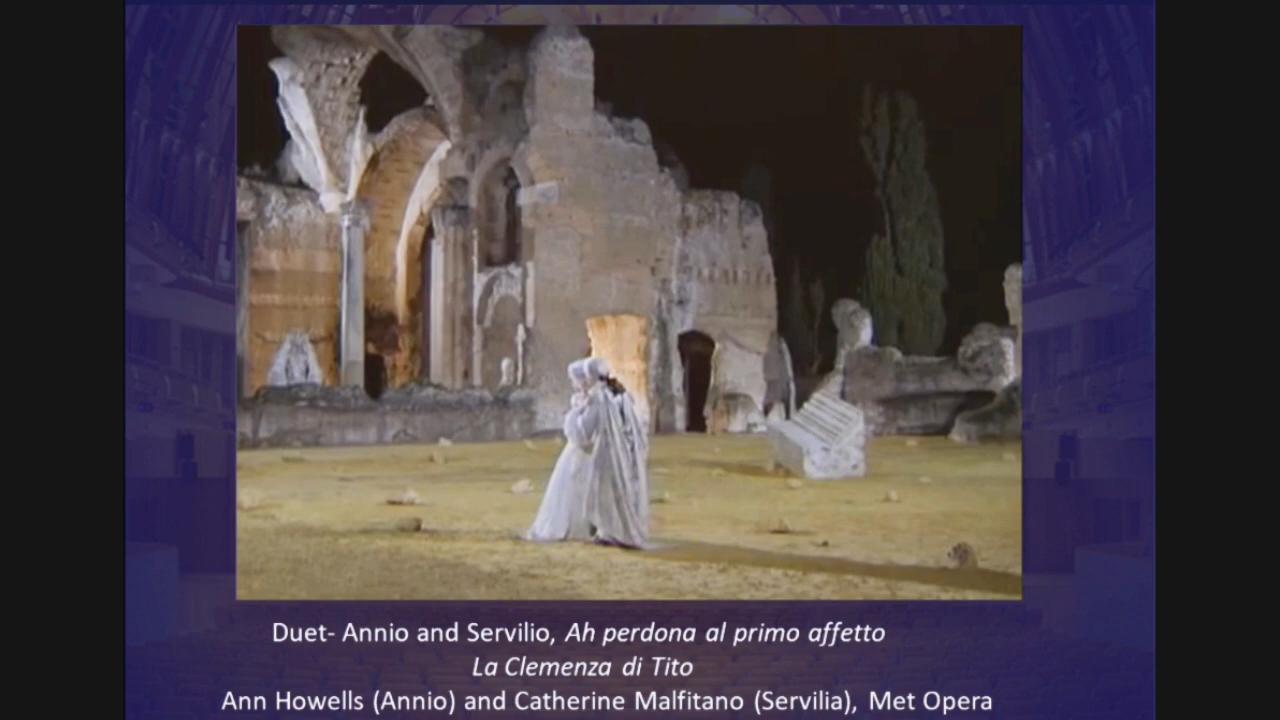 Duet- Annio and Servilio, Ah perdona al primo affetto
La Clemenza di Tito
Ann Howells (Annio) and Catherine Malfitano (Servilia), Met Opera